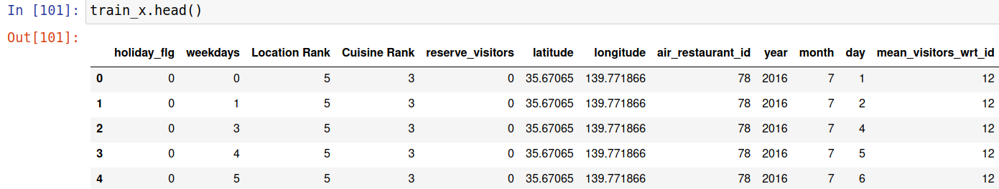 In [101]: train_x.head()
Out[101]:
holiday_flg weekdays Location Rank Cuisine Rank reserve_visitors latitude longitude air_restaurant_id year month day mean_visitors_wrt_id
0 0 0 5 3 0 35.67065 139.771866 78 2016 7 1 12
1 0 1 5 3 0 35.67065 139.771866 78 2016 7 2 12
2 0 3 5 3 0 35.67065 139.771866 78 2016 7 4 12
3 0 4 5 3 0 35.67065 139.771866 78 2016 7 5 12
4 0 5 5 3 0 35.67065 139.771866 78 2016 7 6 12